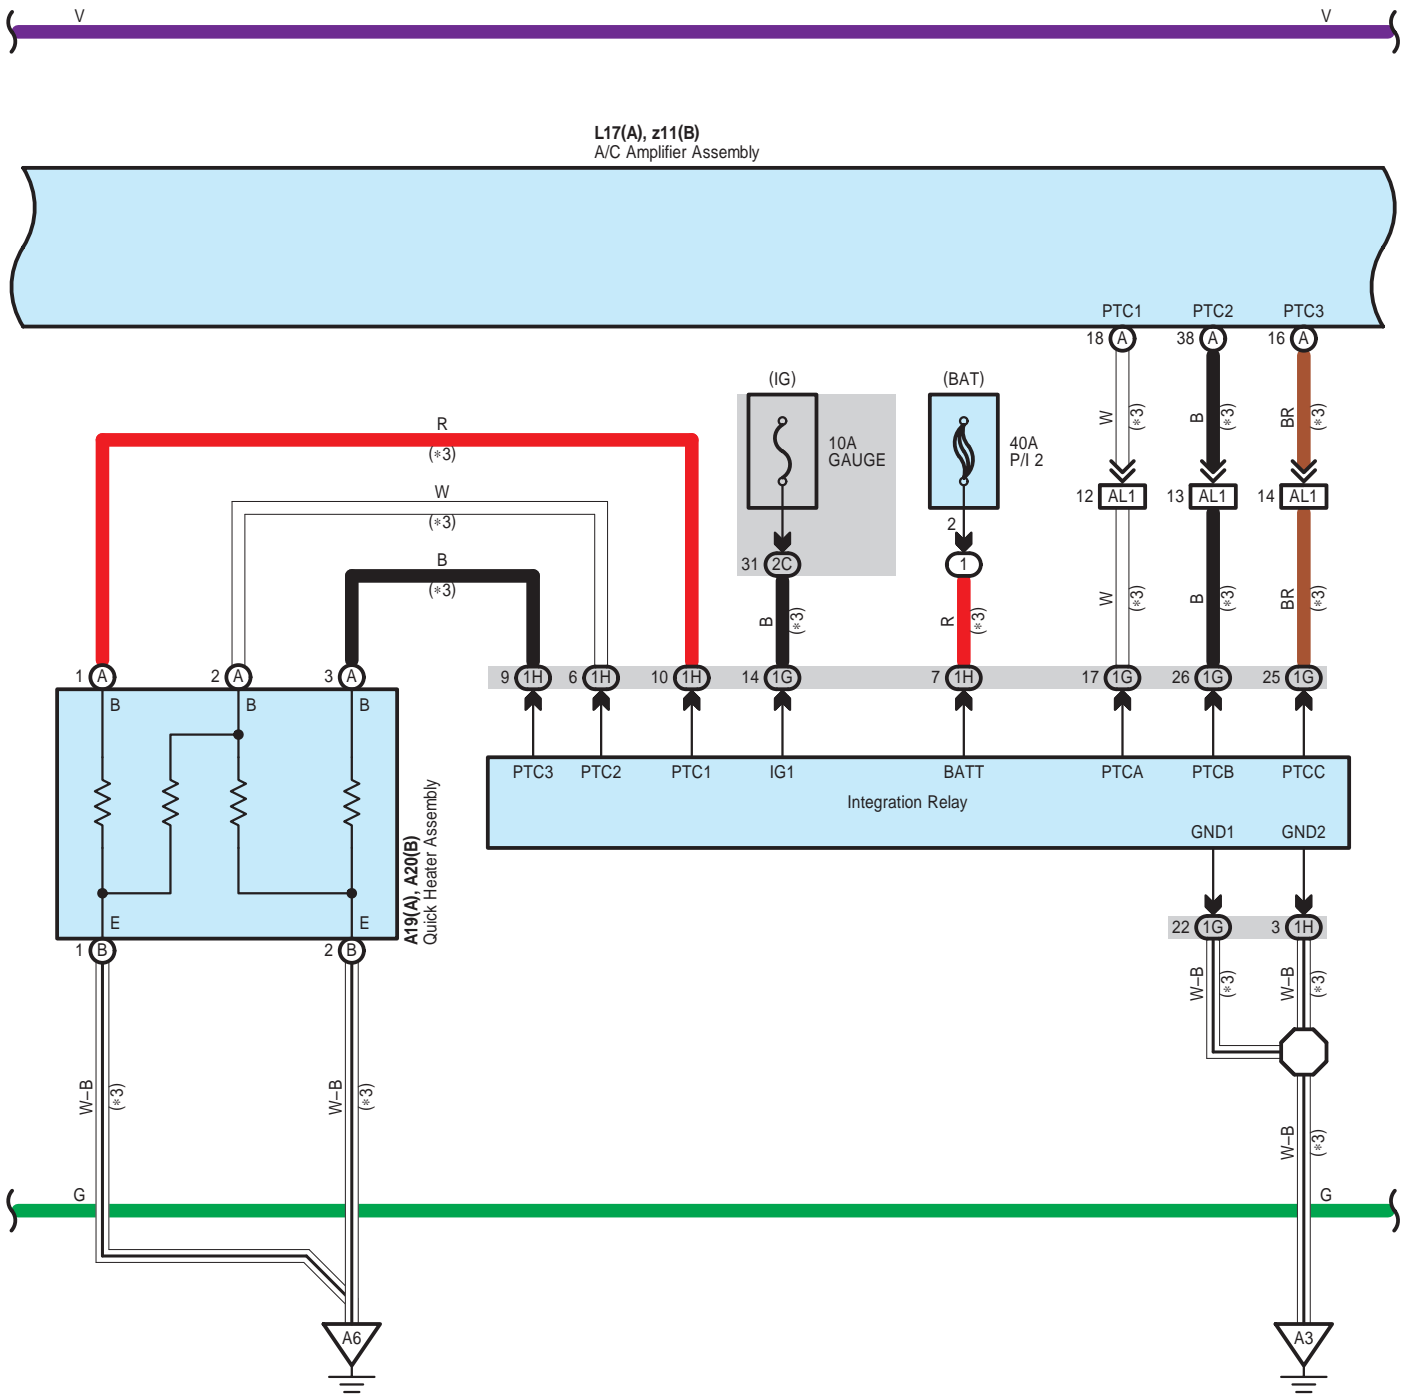 V V
L17(A), z11(B)
A/C Amplifier Assembly
PTC1 PTC2 PTC3
18 A 38 A 16 A
(IG) (BAT)
10A
GAUGE
40A
P/I 2
W (*3) B (*3) BR (*3)
R
(*3)
W
(*3)
B
(*3)
12 AL1 13 AL1 14 AL1
2
31 2C 1
B (*3) R (*3) W (*3) B (*3) BR (*3)
1 A 2 A 3 A 9 1H 6 1H 10 1H 14 1G 7 1H 17 1G 26 1G 25 1G
B B B
PTC3 PTC2 PTC1 IG1 BATT PTCA PTCB PTCC
Integration Relay
GND1 GND2
A19(A), A20(B)
Quick Heater Assembly
E E
1 B 2 B
22 1G 3 1H
W-B (*3) W-B (*3)
W-B (*3) W-B (*3)
W-B (*3)
G G
A6 A3